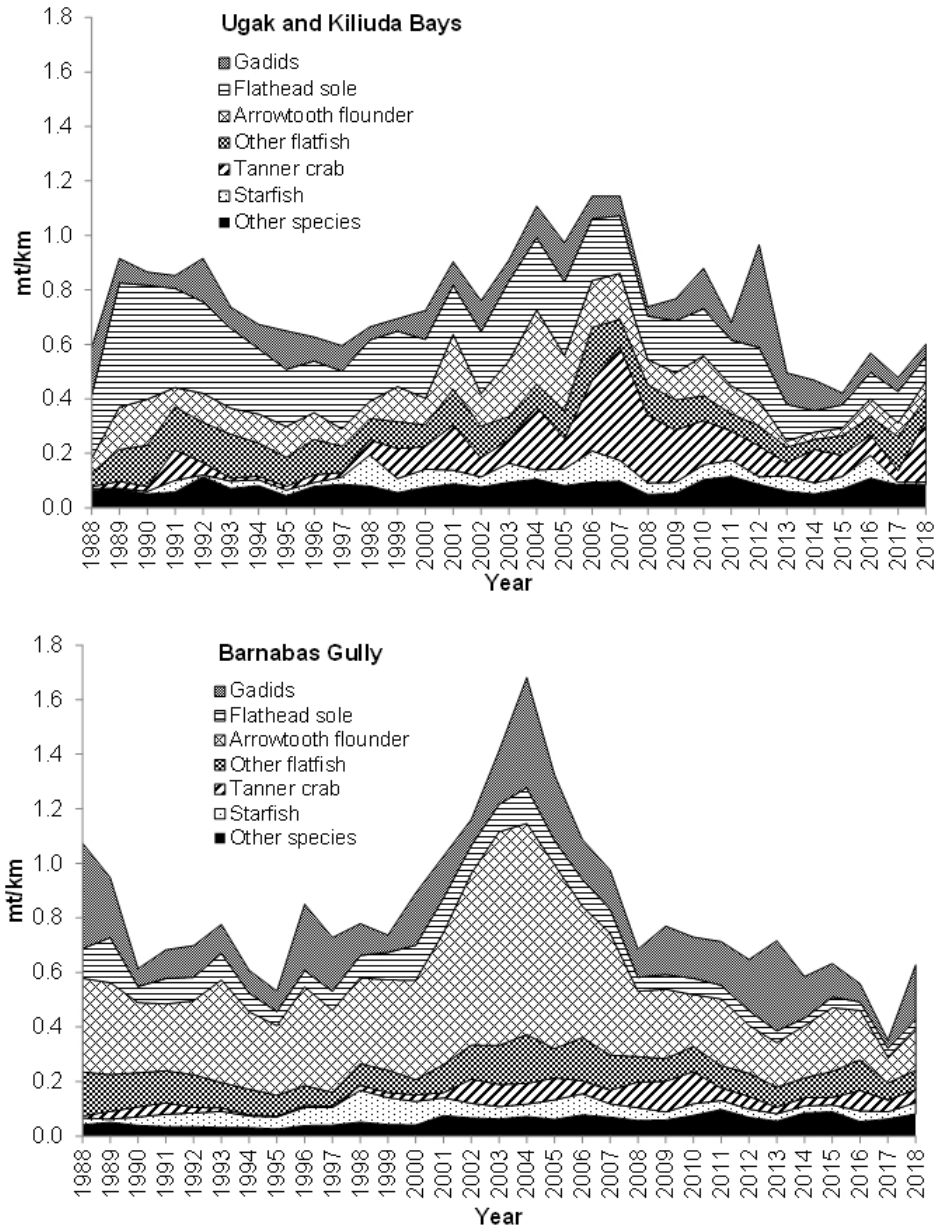 Ugak and Kiliuda Bays
Gadids
Flathead sole
Arrowtooth flounder
Other flatfish
Tanner crab
Starfish
Other species
mt/km
1.8
1.6
1.4
1.2
1.0
0.8
0.6
0.4
0.2
0.0
1988 1989 1990 1991 1992 1993 1994 1995 1996 1997 1998 1999 2000 2001 2002 2003 2004 2005 2006 2007 2008 2009 2010 2011 2012 2013 2014 2015 2016 2017 2018
Year
Barnabas Gully
Gadids
Flathead sole
Arrowtooth flounder
Other flatfish
Tanner crab
Starfish
Other species
mt/km
1.8
1.6
1.4
1.2
1.0
0.8
0.6
0.4
0.2
0.0
1988 1989 1990 1991 1992 1993 1994 1995 1996 1997 1998 1999 2000 2001 2002 2003 2004 2005 2006 2007 2008 2009 2010 2011 2012 2013 2014 2015 2016 2017 2018
Year